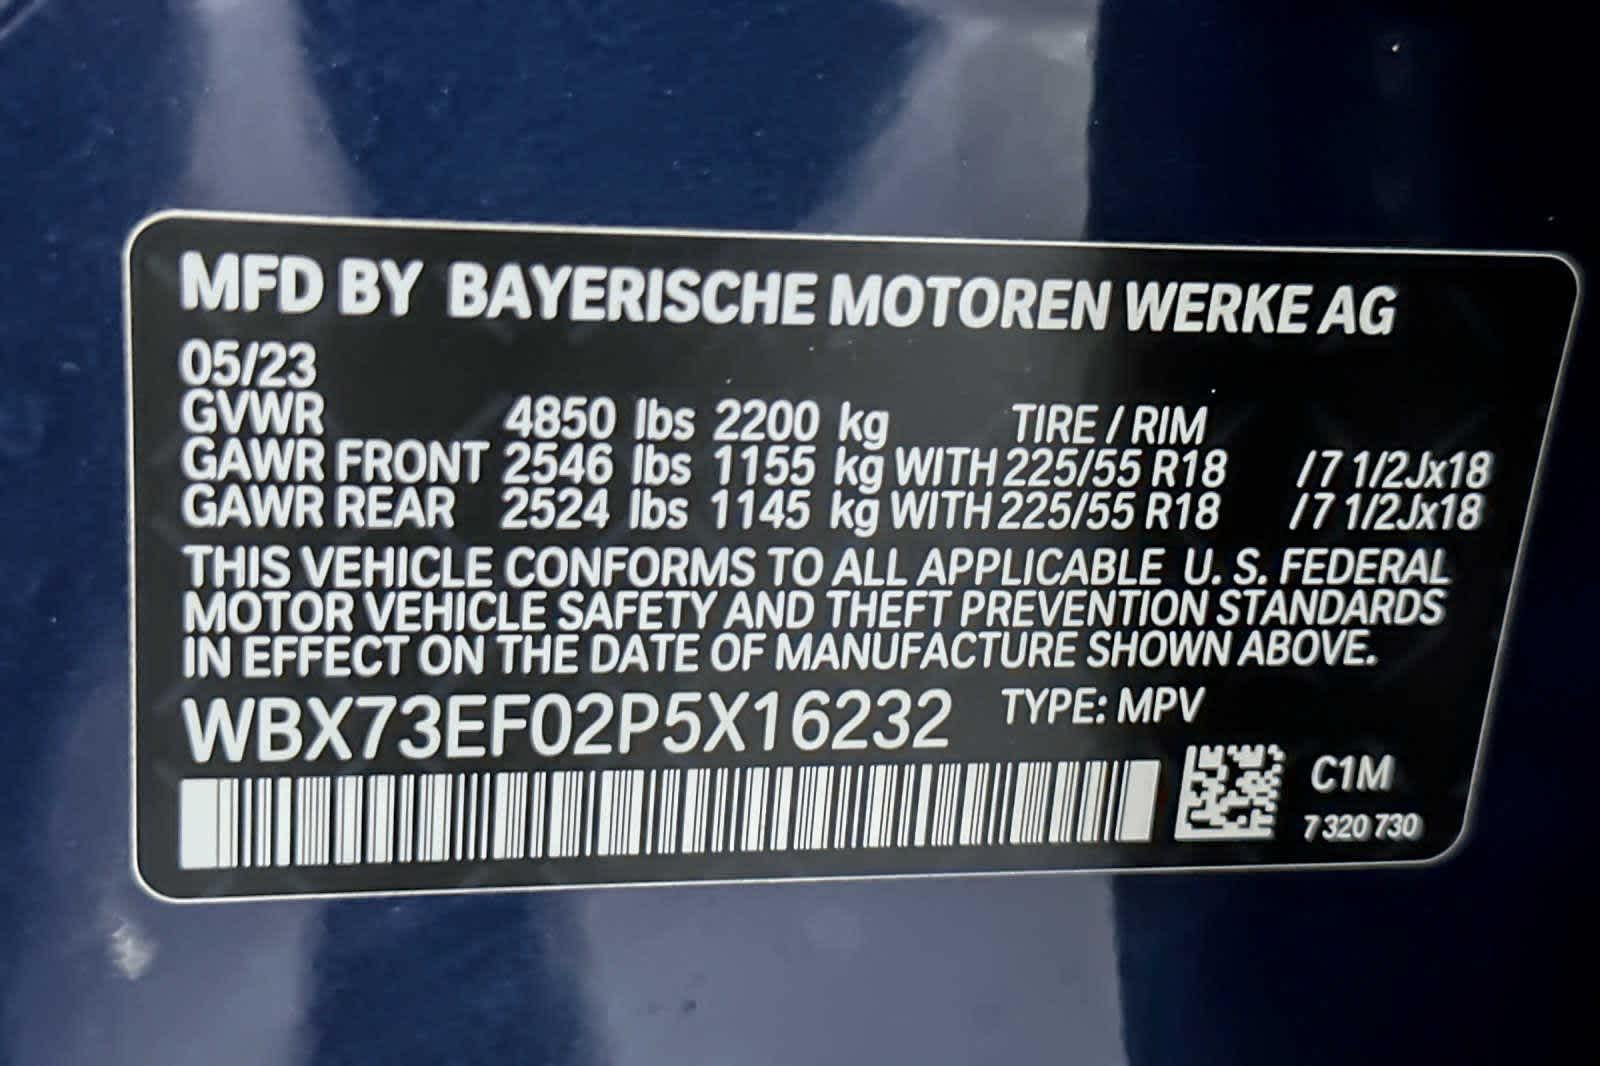 MFD BY BAYERISCHE MOTOREN WERKE AG
05/23
GVWR 4850 lbs 2200 kg TIRE / RIM
GAWR FRONT 2546 lbs 1155 kg WITH 225/55 R18 /7 1/2Jx18
GAWR REAR 2524 lbs 1145 kg WITH 225/55 R18 /7 1/2Jx18
THIS VEHICLE CONFORMS TO ALL APPLICABLE U. S. FEDERAL
MOTOR VEHICLE SAFETY AND THEFT PREVENTION STANDARDS
IN EFFECT ON THE DATE OF MANUFACTURE SHOWN ABOVE.
WBX73EF02P5X16232 TYPE: MPV
C1M
7 320 730